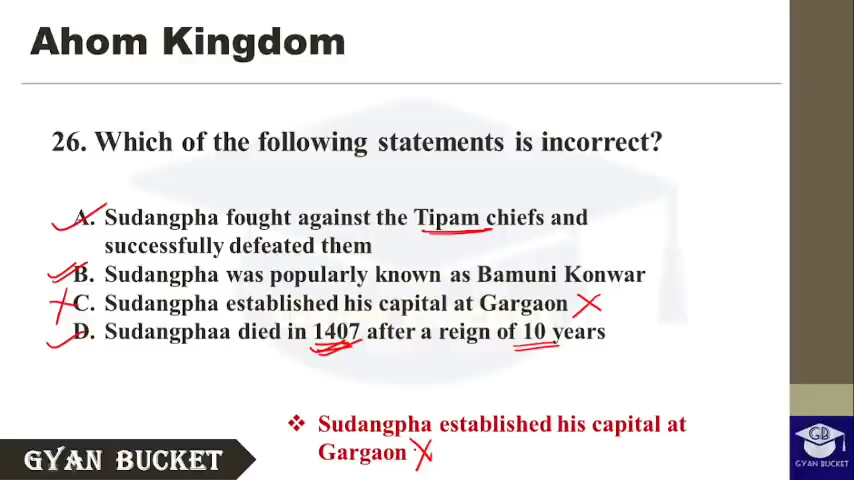 Ahom Kingdom
26. Which of the following statements is incorrect?
A. Sudangpha fought against the Tipam chiefs and
successfully defeated them
B. Sudangpha was popularly known as Bamuni Konwar
C. Sudangpha established his capital at Gargaon
D. Sudangphaa died in 1407 after a reign of 10 years
❖ Sudangpha established his capital at
Gargaon
GYAN BUCKET
GB
GYAN BUCKET